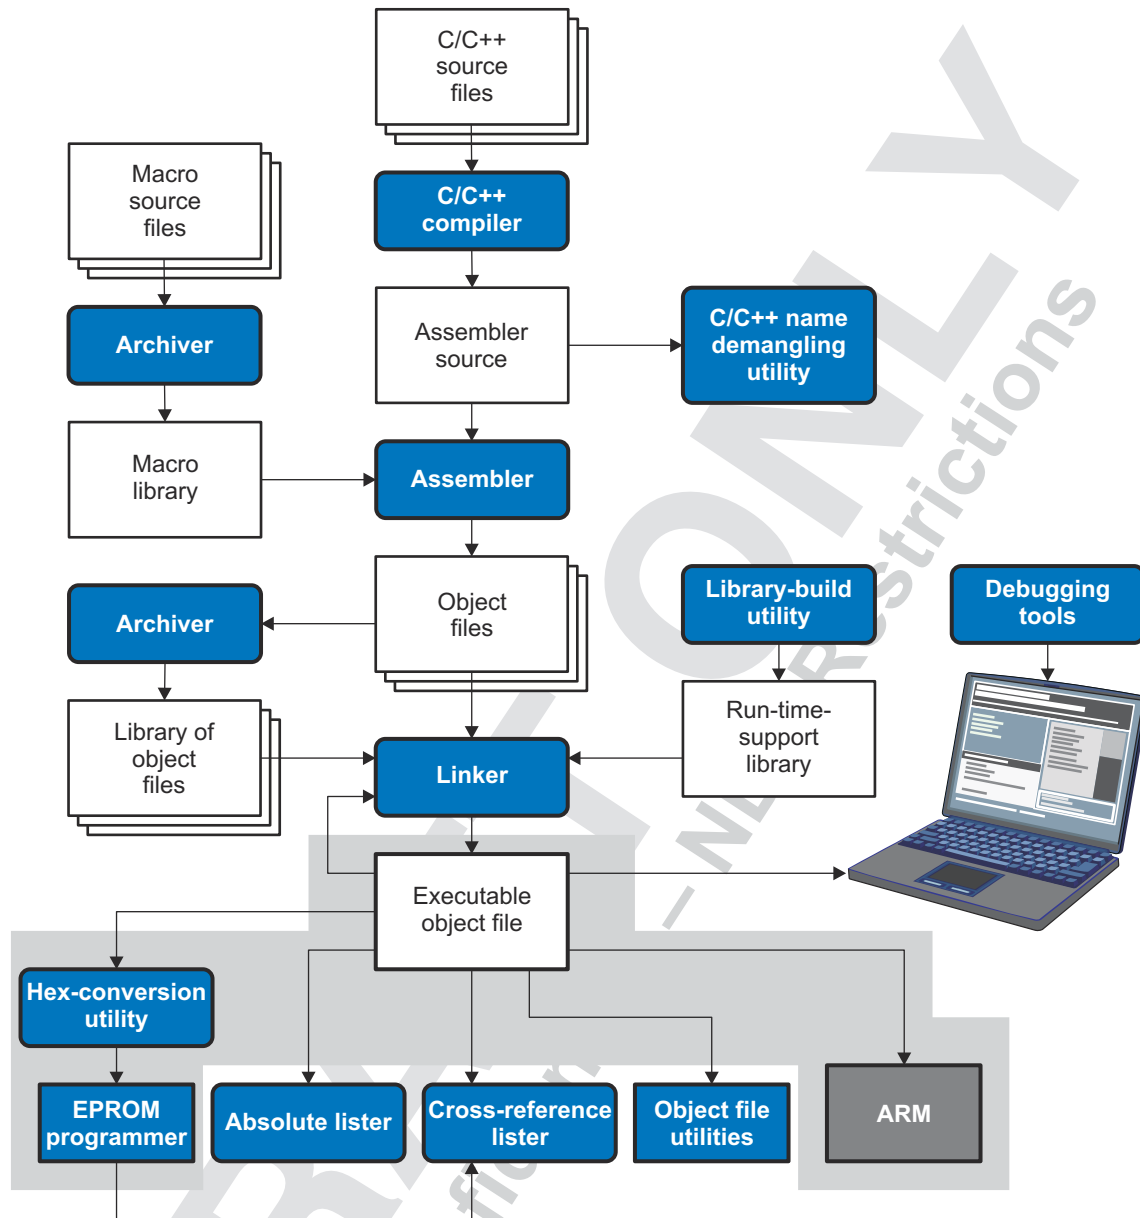 C/C++
source
files
Macro
source
files
C/C++
compiler
Archiver
Assembler
source
C/C++ name
demangling
utility
Macro
library
Assembler
Archiver
Object
files
Library-build
utility
Debugging
tools
Library of
object
files
Linker
Run-time-
support
library
Executable
object file
Hex-conversion
utility
EPROM
programmer
Absolute lister
Cross-reference
lister
Object file
utilities
ARM
ONLY
Restrictions